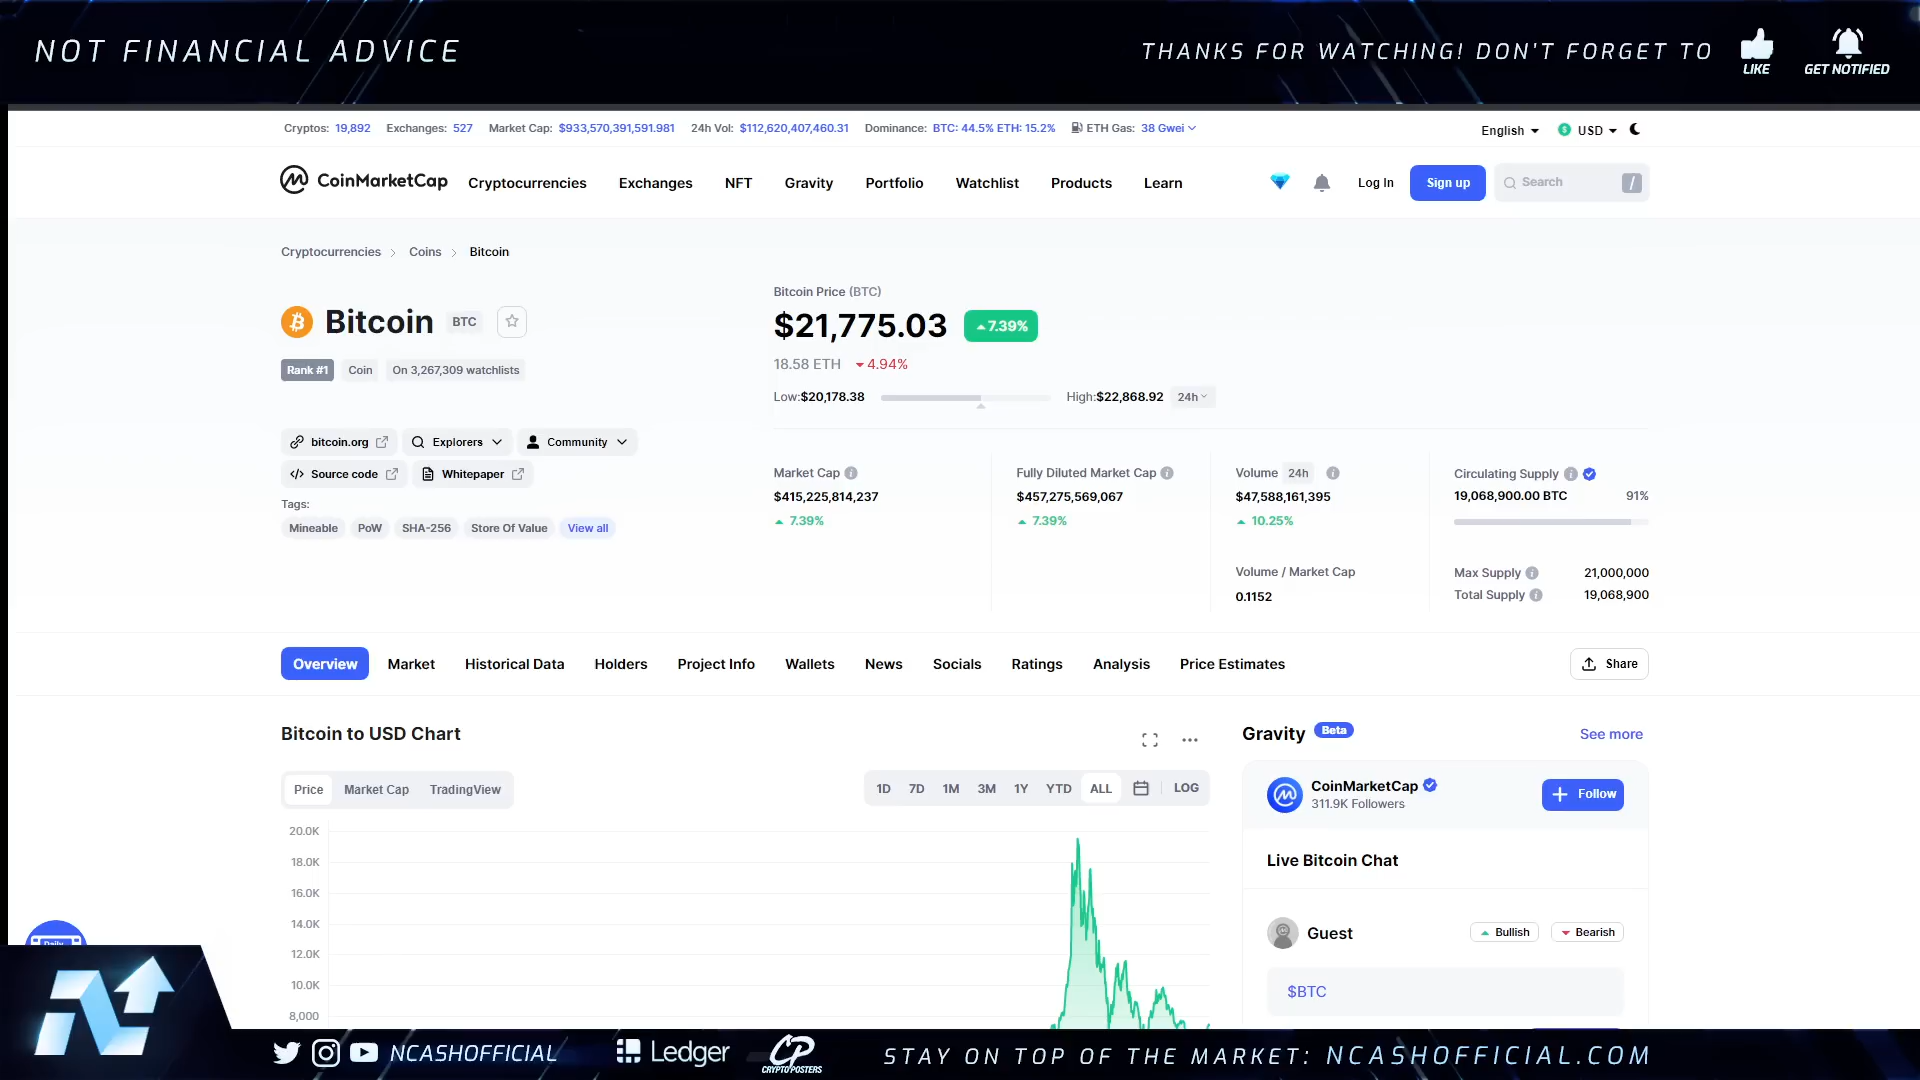 NOT FINANCIAL ADVICE
THANKS FOR WATCHING! DON'T FORGET TO
LIKE
GET NOTIFIED
Cryptos: 19,892 Exchanges: 527 Market Cap: $933,570,391,591.981 24h Vol: $112,620,407,460.31 Dominance: BTC: 44.5% ETH: 15.2% ETH Gas: 38 Gwei
English USD
CoinMarketCap Cryptocurrencies Exchanges NFT Gravity Portfolio Watchlist Products Learn
Log In Sign up Search /
Cryptocurrencies Coins Bitcoin
Bitcoin BTC
Rank #1 Coin On 3,267,309 watchlists
bitcoin.org Explorers Community
Source code Whitepaper
Tags:
Mineable PoW SHA-256 Store Of Value View all
Bitcoin Price (BTC)
$21,775.03 7.39%
18.58 ETH 4.94%
Low:$20,178.38 High:$22,868.92 24h
Market Cap
$415,225,814,237
7.39%
Fully Diluted Market Cap
$457,275,569,067
7.39%
Volume 24h
$47,588,161,395
10.25%
Volume / Market Cap
0.1152
Circulating Supply
19,068,900.00 BTC 91%
Max Supply 21,000,000
Total Supply 19,068,900
Overview Market Historical Data Holders Project Info Wallets News Socials Ratings Analysis Price Estimates
Share
Bitcoin to USD Chart
Price Market Cap TradingView
1D 7D 1M 3M 1Y YTD ALL LOG
20.0K
18.0K
16.0K
14.0K
12.0K
10.0K
8,000
Gravity Beta See more
CoinMarketCap
311.9K Followers
Follow
Live Bitcoin Chat
Guest Bullish Bearish
$BTC
Daily
NCASHOFFICIAL
Ledger
CP
CRYPTOPOSTERS
STAY ON TOP OF THE MARKET: NCASHOFFICIAL.COM